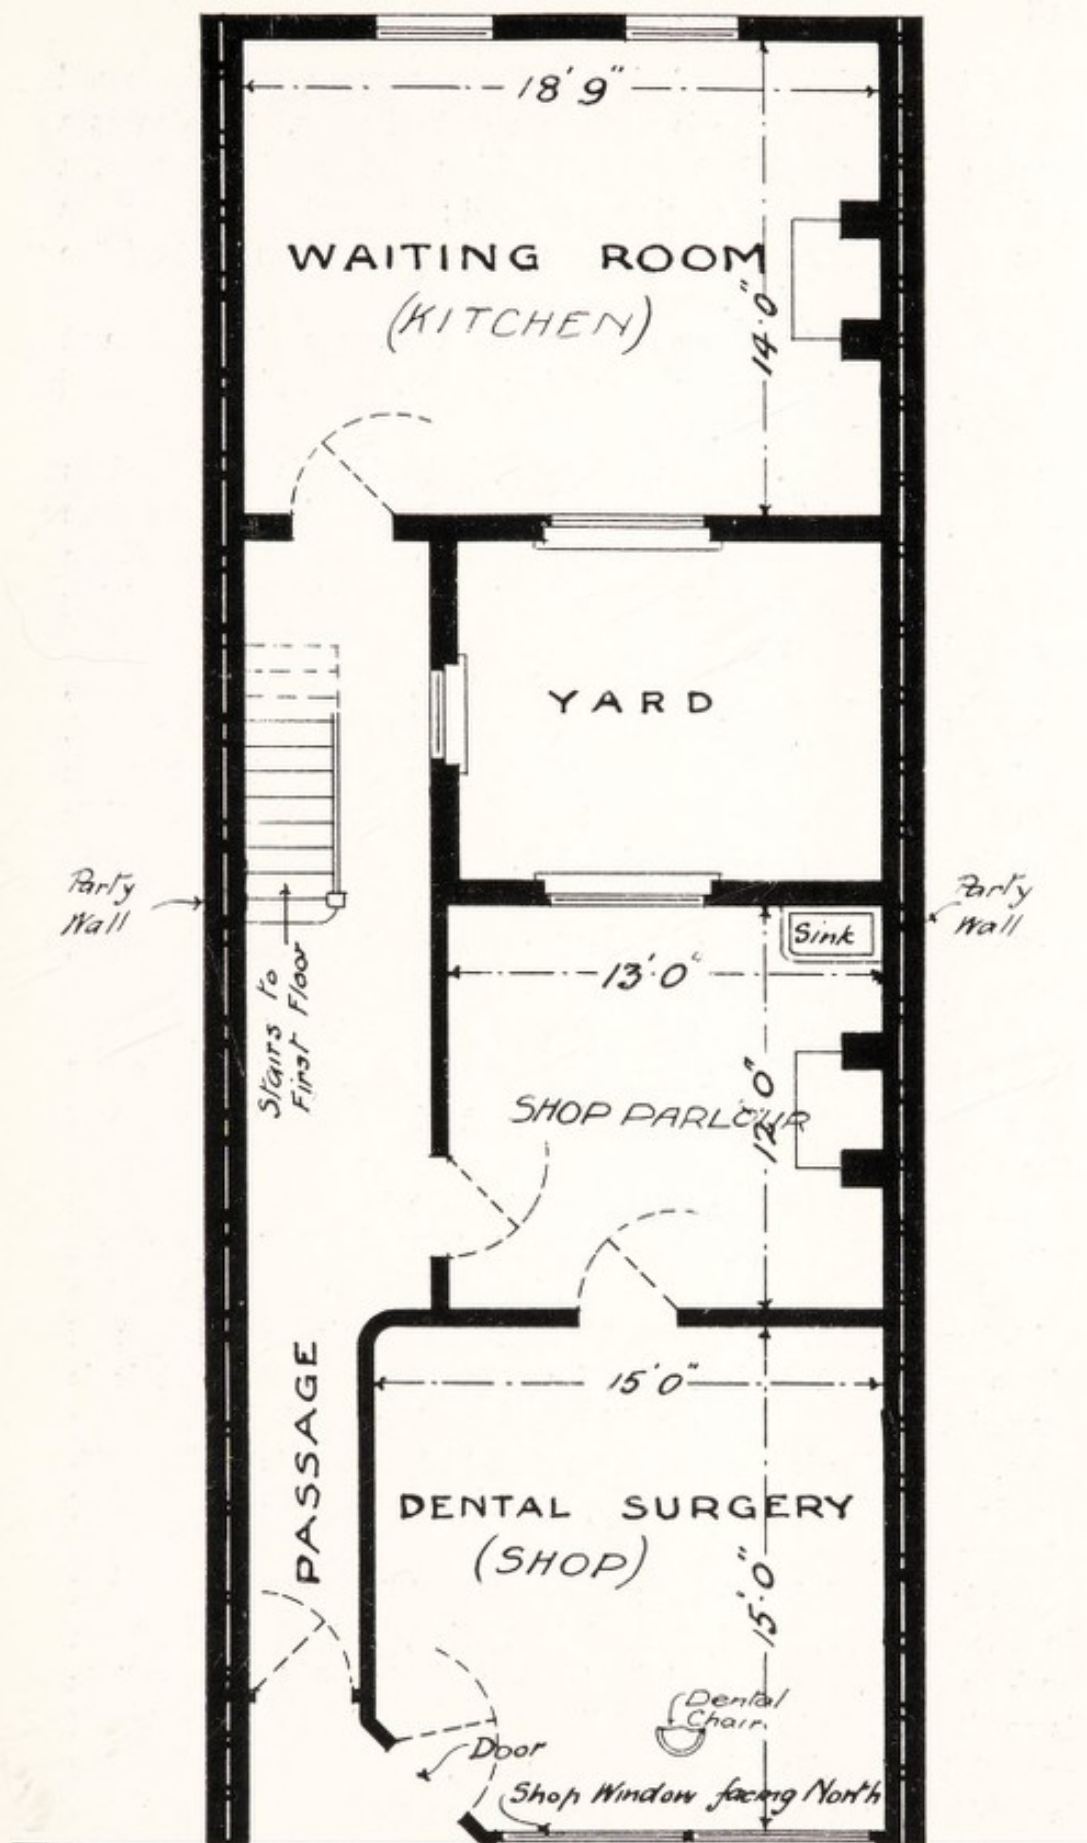 18' 9"
WAITING ROOM
(KITCHEN)
14'·0"
YARD
Party
Wall
Party
Wall
Sink
13'·0"
Stairs to
First Floor
SHOP PARLOUR
12'·0"
PASSAGE
15'0"
DENTAL SURGERY
(SHOP)
15'·0"
Dental
Chair.
Door
Shop Window facing North